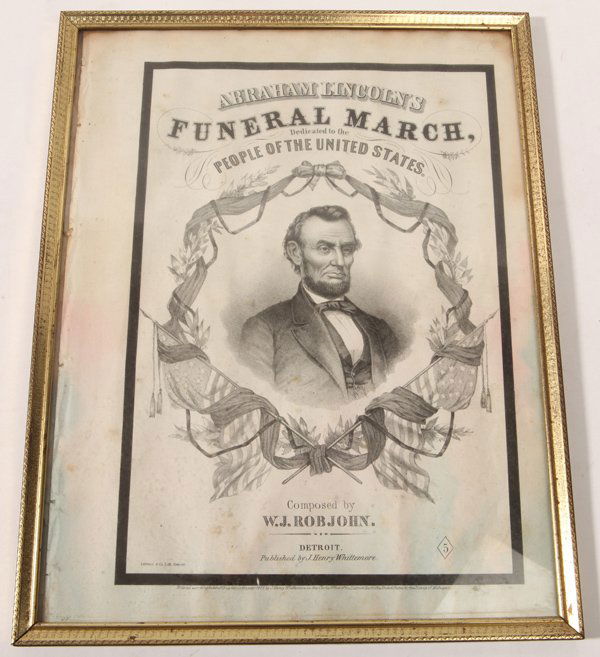 ABRAHAM LINCOLN'S
FUNERAL MARCH,
Dedicated to the
PEOPLE OF THE UNITED STATES.
Composed by
W.J. ROBJOHN.
DETROIT.
Published by J. Henry Whittemore.
5